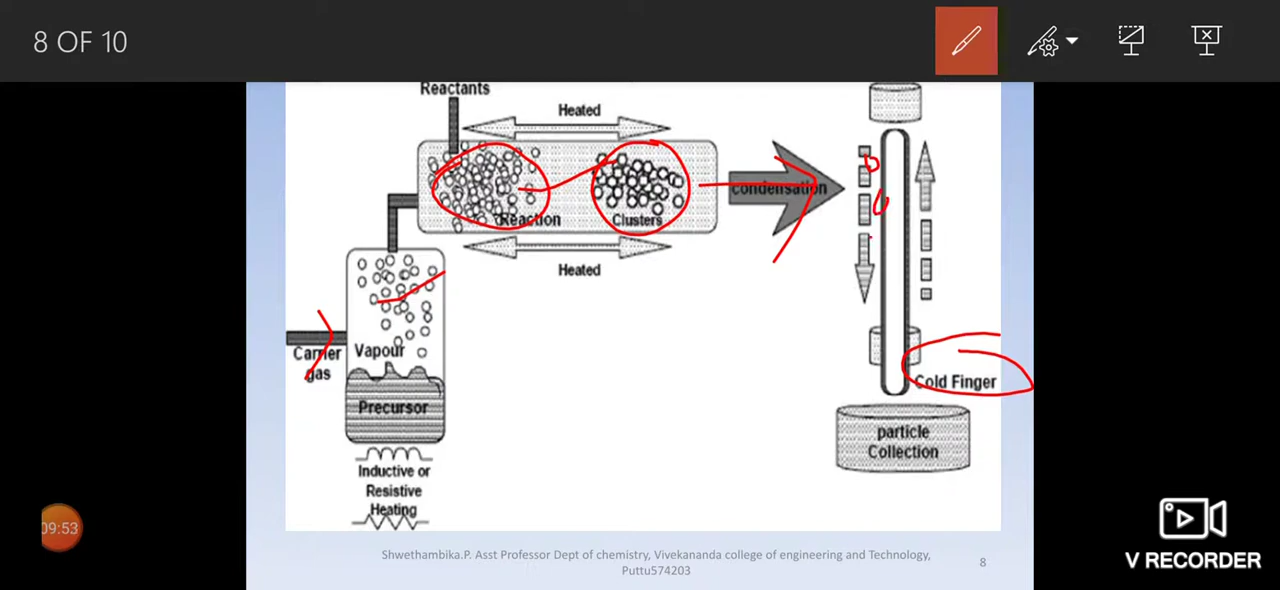 8 OF 10
Reactants
Heated
Reaction
Clusters
condensation
Heated
Carrier
gas
Vapour
Precursor
Inductive or
Resistive
Heating
Cold Finger
particle
Collection
09:53
Shwethambika.P. Asst Professor Dept of chemistry, Vivekananda college of engineering and Technology,
Puttu574203
8
V RECORDER